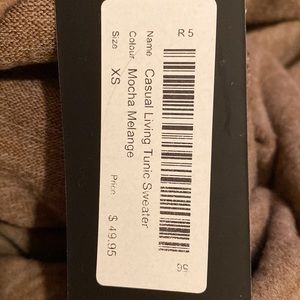 R5
Name Casual Living Tunic Sweater
Colour Mocha Melange
Size XS
Price $ 49.95
56